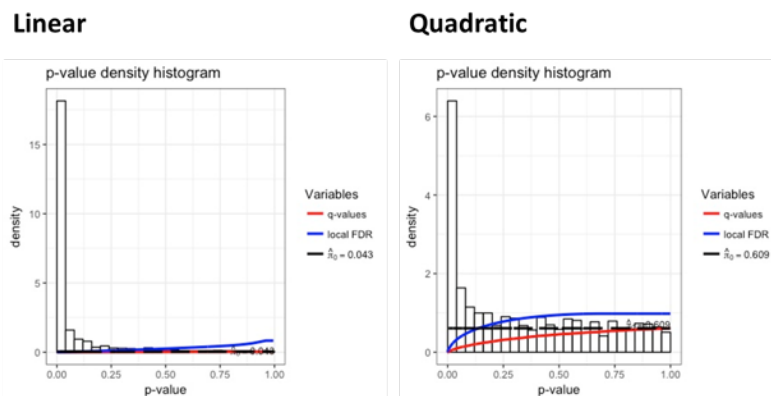 Linear
p-value density histogram
15
10
5
0
density
0.00 0.25 0.50 0.75 1.00
p-value
Variables
q-values
local FDR
π̂₀ = 0.043
Quadratic
p-value density histogram
6
4
2
0
density
0.00 0.25 0.50 0.75 1.00
p-value
Variables
q-values
local FDR
π̂₀ = 0.609